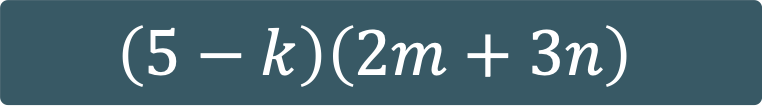 (5 − k)(2m + 3n)